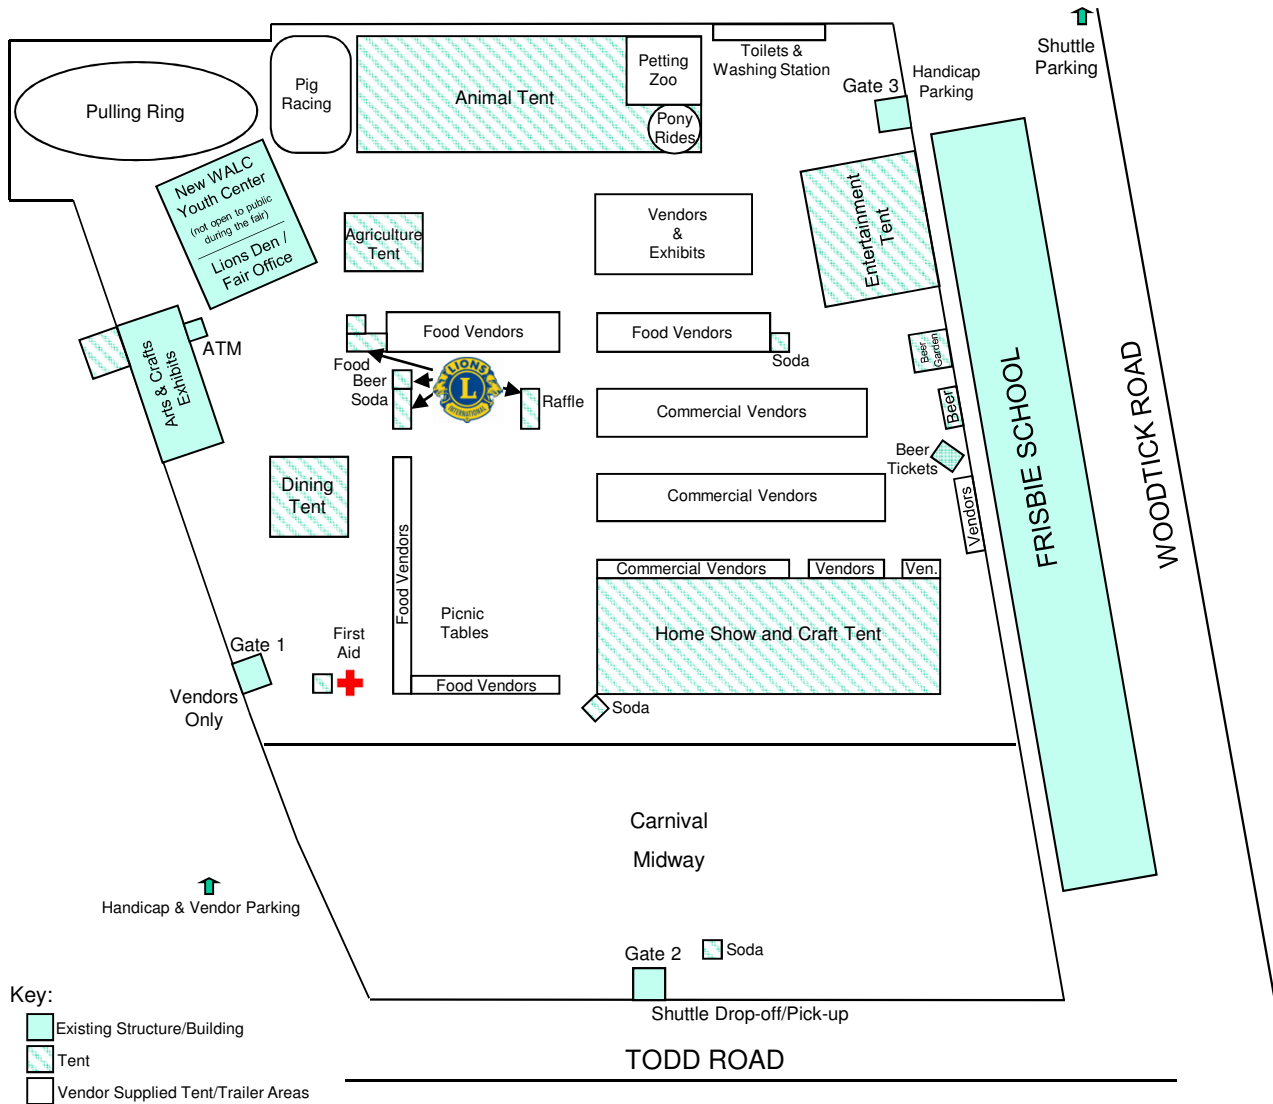 Shuttle
Parking
Toilets &
Washing Station
Petting
Zoo
Pig
Racing
Animal Tent
Pulling Ring
Pony
Rides
Gate 3
Handicap
Parking
New WALC
Youth Center
(not open to public
during the fair)
Lions Den /
Fair Office
Agriculture
Tent
Vendors
&
Exhibits
Entertainment
Tent
Food Vendors
Food Vendors
Soda
ATM
Arts & Crafts
Exhibits
Food
Beer
Soda
LIONS
L
INTERNATIONAL
Raffle
Commercial Vendors
Beer
Garden
Beer
Beer
Tickets
Vendors
FRISBIE SCHOOL
WOODTICK ROAD
Dining
Tent
Commercial Vendors
Food Vendors
Commercial Vendors
Vendors
Ven.
Home Show and Craft Tent
Picnic
Tables
First
Aid
Gate 1
Vendors
Only
Food Vendors
Soda
Carnival
Midway
Handicap & Vendor Parking
Gate 2
Soda
Shuttle Drop-off/Pick-up
TODD ROAD
Key:
Existing Structure/Building
Tent
Vendor Supplied Tent/Trailer Areas